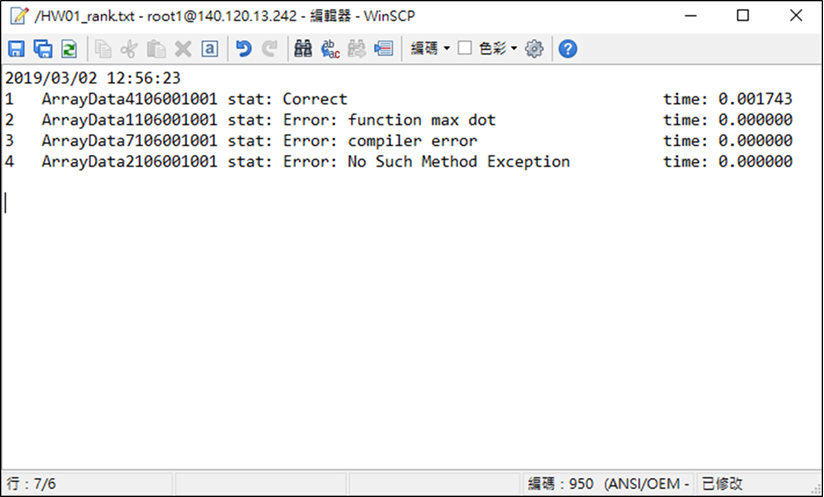 /HW01_rank.txt - root1@140.120.13.242 - 編輯器 - WinSCP
編碼 色彩
2019/03/02 12:56:23
1 ArrayData4106001001 stat: Correct time: 0.001743
2 ArrayData1106001001 stat: Error: function max dot time: 0.000000
3 ArrayData7106001001 stat: Error: compiler error time: 0.000000
4 ArrayData2106001001 stat: Error: No Such Method Exception time: 0.000000
行：7/6 編碼：950 (ANSI/OEM - 已修改